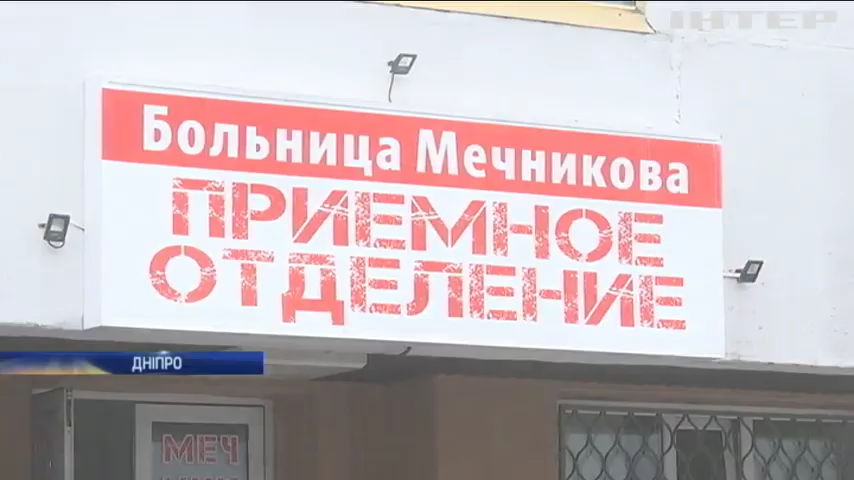 ІНТЕР
Больница Мечникова
ПРИЕМНОЕ
ОТДЕЛЕНИЕ
ДНІПРО
МЕЧ